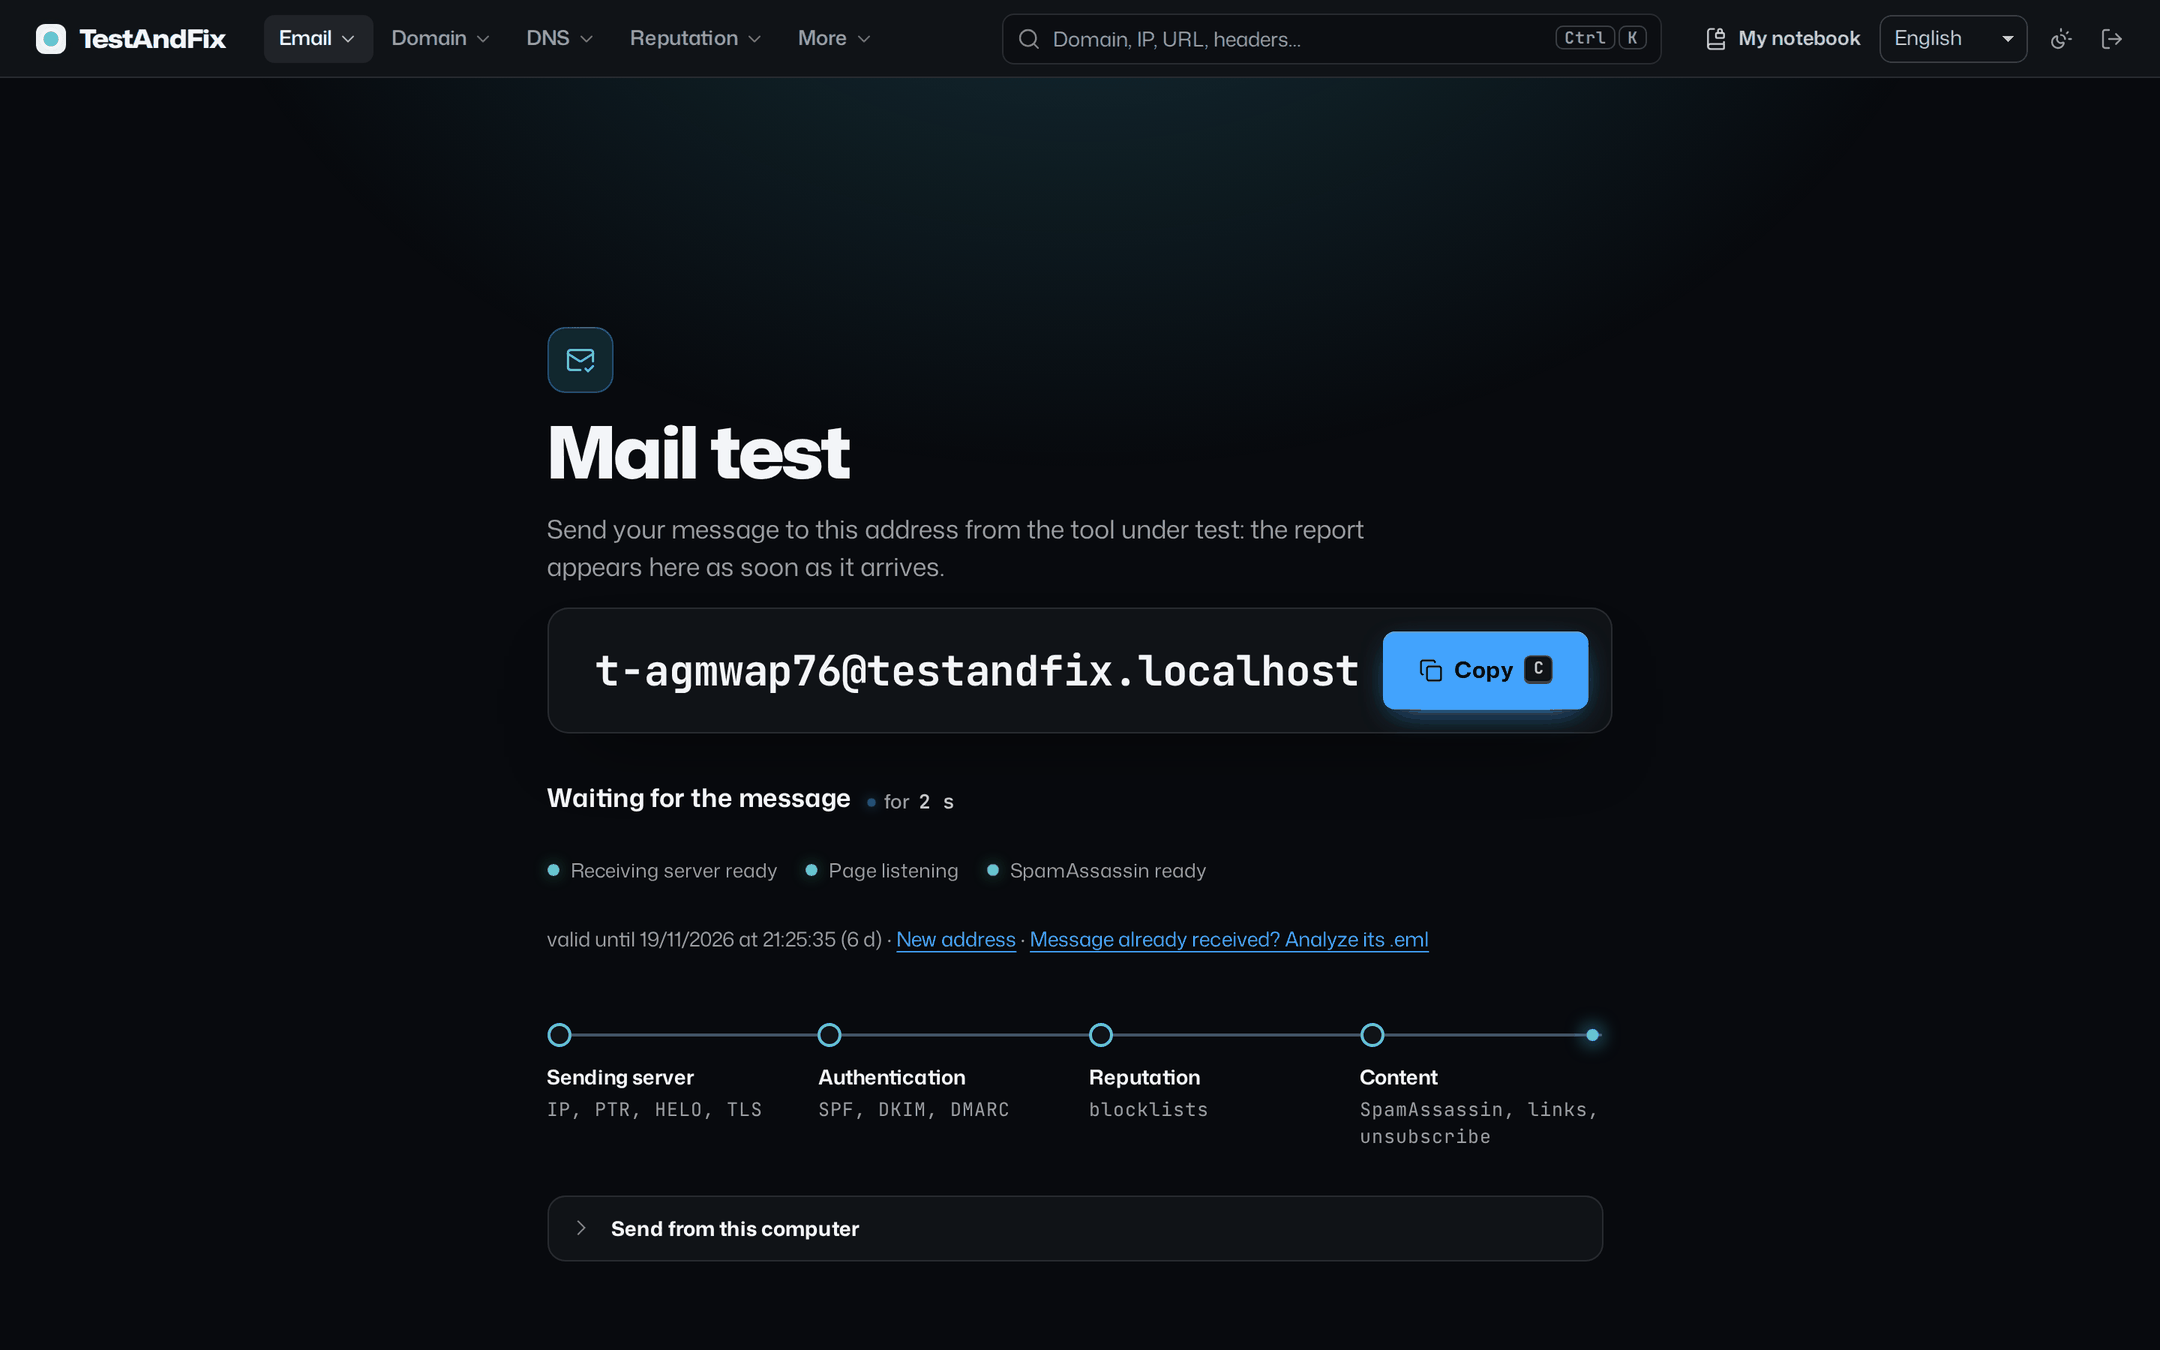 TestAndFix Email Domain DNS Reputation More Domain, IP, URL, headers... Ctrl K My notebook English
Mail test
Send your message to this address from the tool under test: the report
appears here as soon as it arrives.
t-agmwap76@testandfix.localhost Copy C
Waiting for the message for 2 s
Receiving server ready Page listening SpamAssassin ready
valid until 19/11/2026 at 21:25:35 (6 d) · New address · Message already received? Analyze its .eml
Sending server Authentication Reputation Content
IP, PTR, HELO, TLS SPF, DKIM, DMARC blocklists SpamAssassin, links,
unsubscribe
Send from this computer